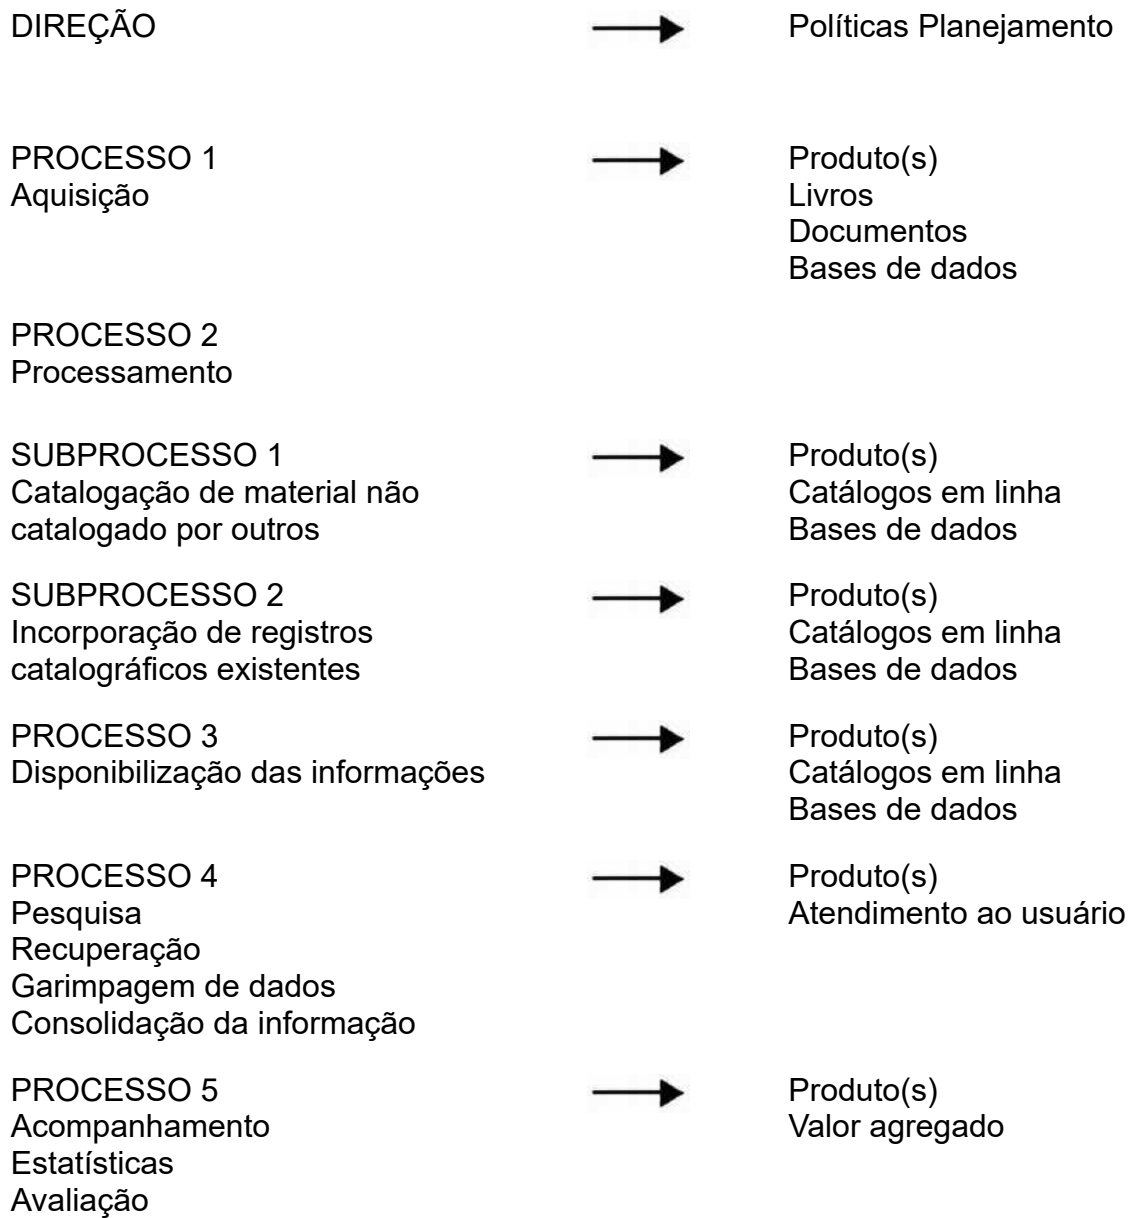 DIREÇÃO
Políticas Planejamento
PROCESSO 1
Aquisição
Produto(s)
Livros
Documentos
Bases de dados
PROCESSO 2
Processamento
SUBPROCESSO 1
Catalogação de material não
catalogado por outros
Produto(s)
Catálogos em linha
Bases de dados
SUBPROCESSO 2
Incorporação de registros
catalográficos existentes
Produto(s)
Catálogos em linha
Bases de dados
PROCESSO 3
Disponibilização das informações
Produto(s)
Catálogos em linha
Bases de dados
PROCESSO 4
Pesquisa
Recuperação
Garimpagem de dados
Consolidação da informação
Produto(s)
Atendimento ao usuário
PROCESSO 5
Acompanhamento
Estatísticas
Avaliação
Produto(s)
Valor agregado